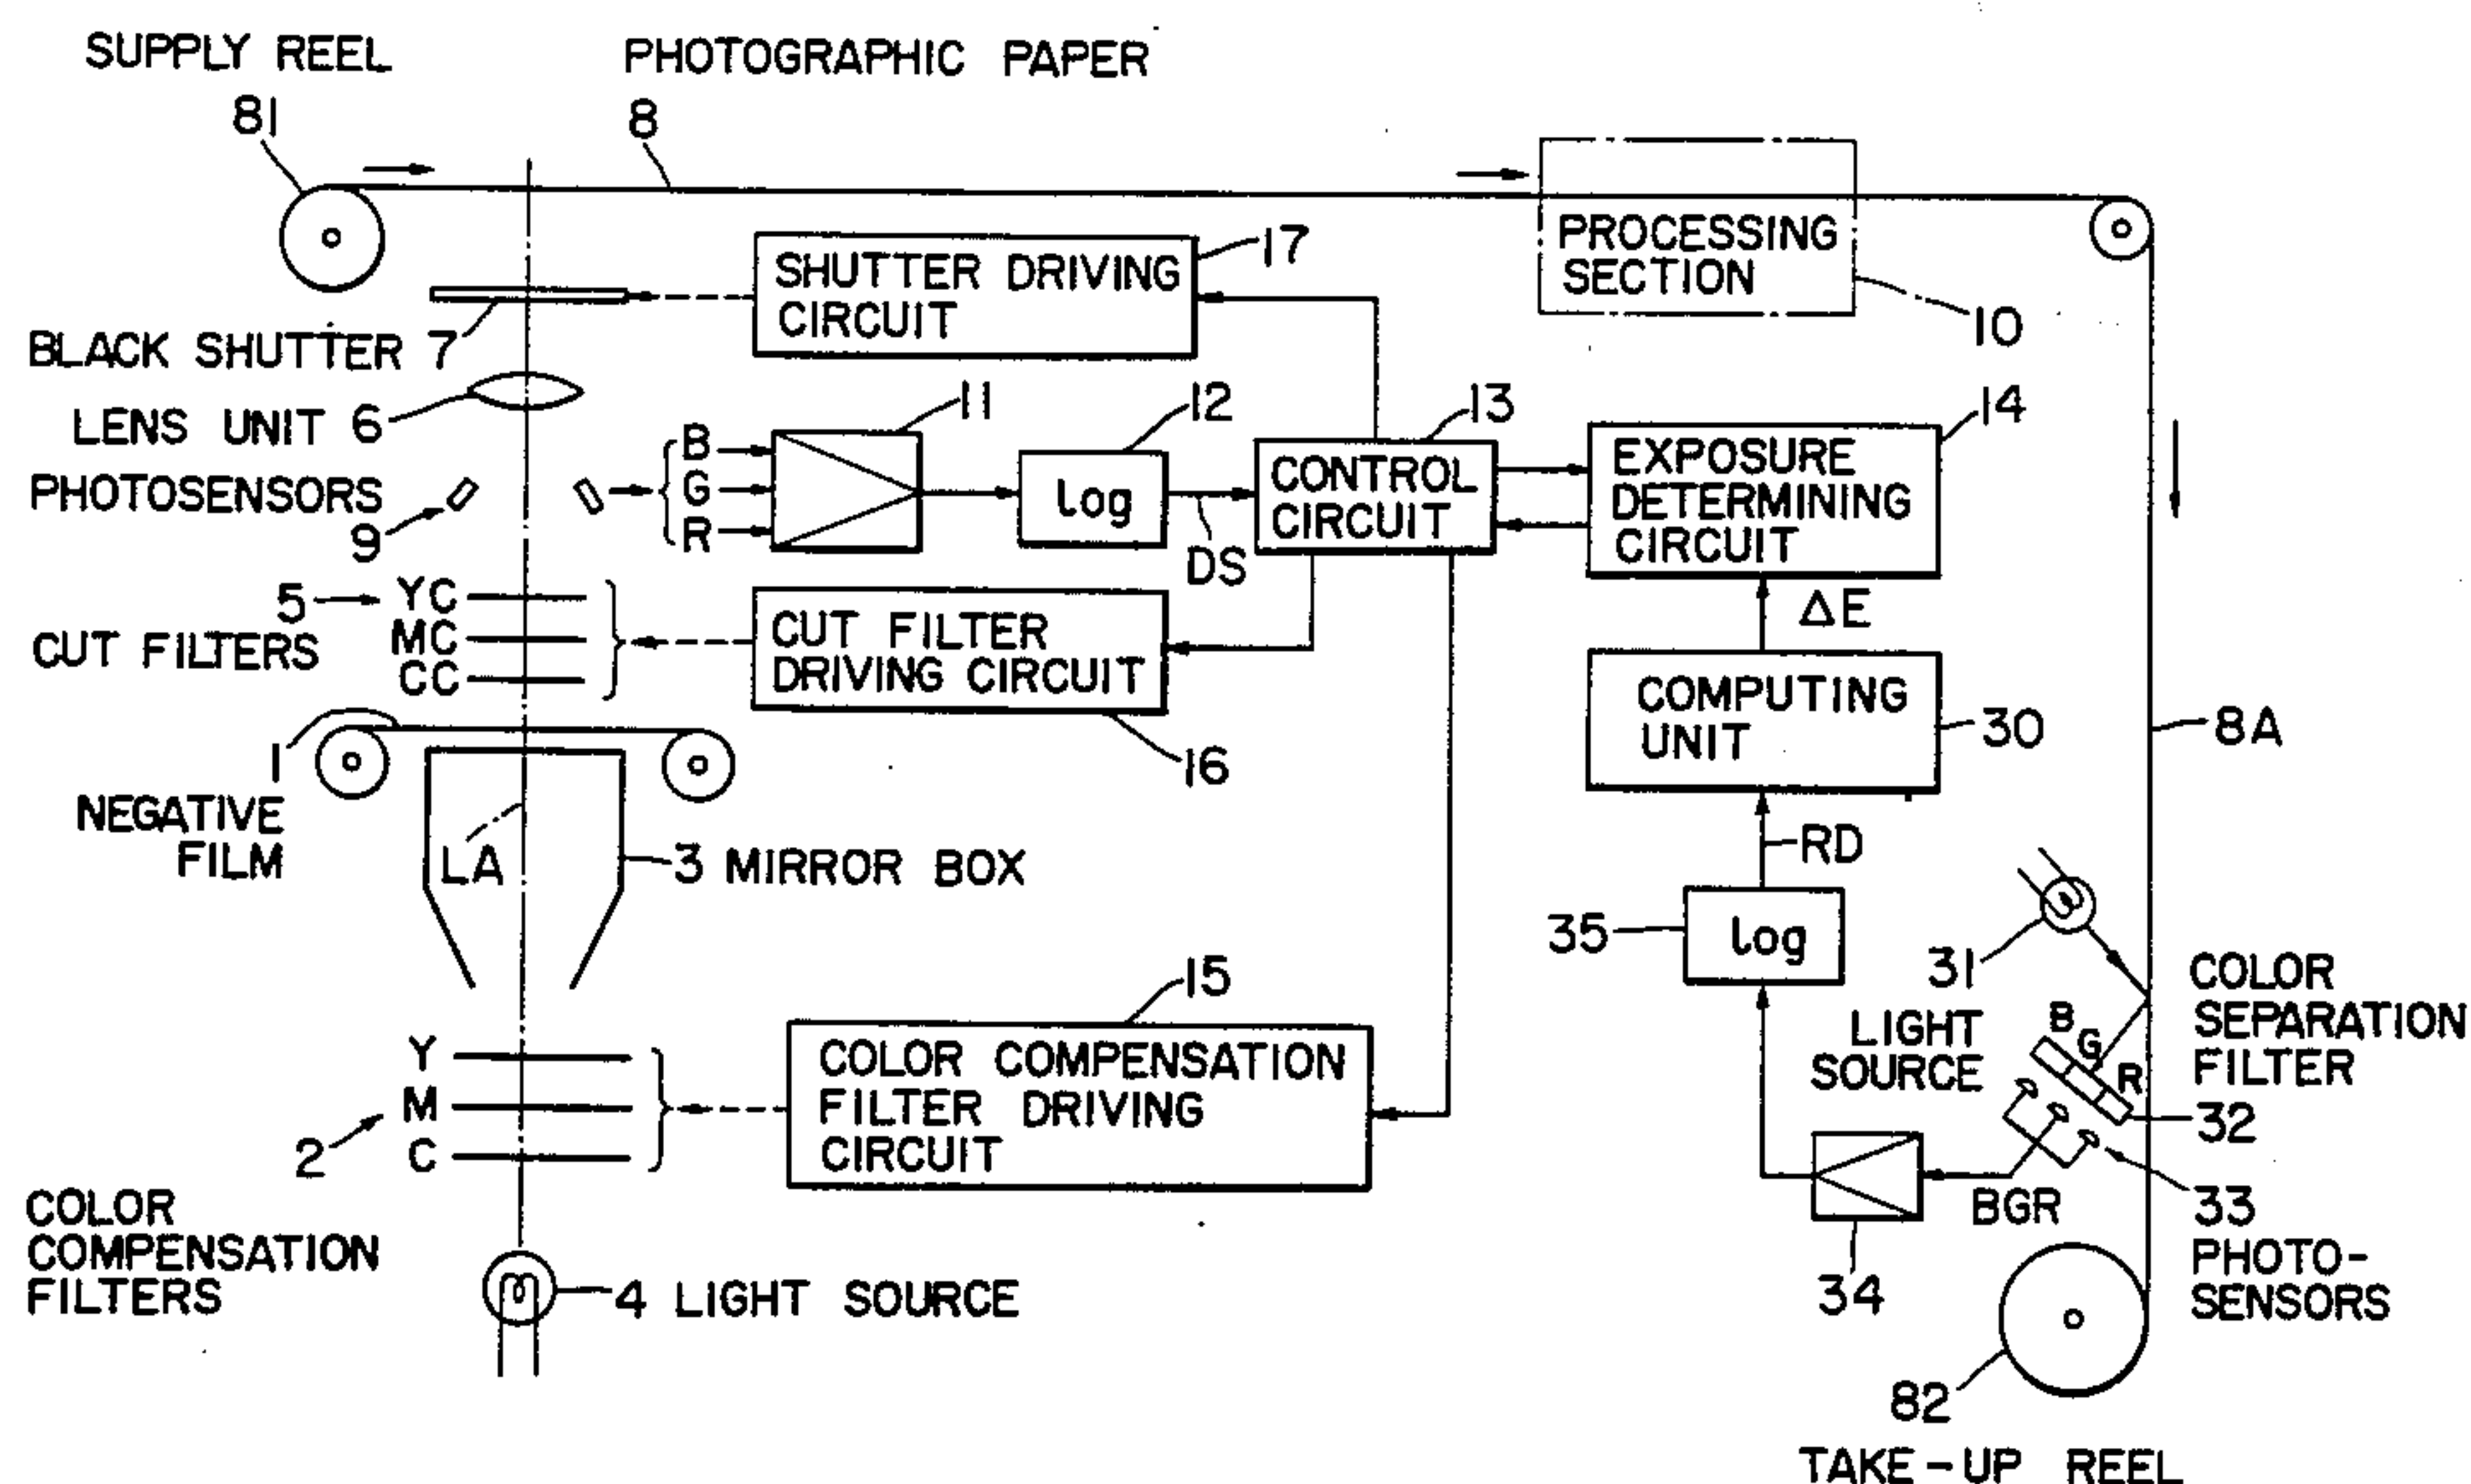 SUPPLY REEL
PHOTOGRAPHIC PAPER
81
8
17
PROCESSING
SECTION
10
SHUTTER DRIVING
CIRCUIT
BLACK SHUTTER 7
LENS UNIT 6
11
12
13
14
B
G
R
log
DS
CONTROL
CIRCUIT
EXPOSURE
DETERMINING
CIRCUIT
PHOTOSENSORS
9
5
YC
MC
CC
CUT FILTERS
CUT FILTER
DRIVING CIRCUIT
16
ΔE
COMPUTING
UNIT
30
8A
1
NEGATIVE
FILM
LA
3 MIRROR BOX
RD
35
log
31
LIGHT
SOURCE
COLOR
SEPARATION
FILTER
B
G
R
32
15
Y
M
C
2
COLOR COMPENSATION
FILTER DRIVING
CIRCUIT
COLOR
COMPENSATION
FILTERS
4 LIGHT SOURCE
34
BGR
33
PHOTO-
SENSORS
82
TAKE-UP REEL